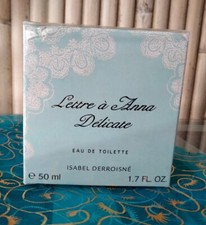 Lettre à Anna
Délicate
EAU DE TOILETTE
ISABEL DERROISNÉ
℮ 50 ml
1.7 FL. OZ.